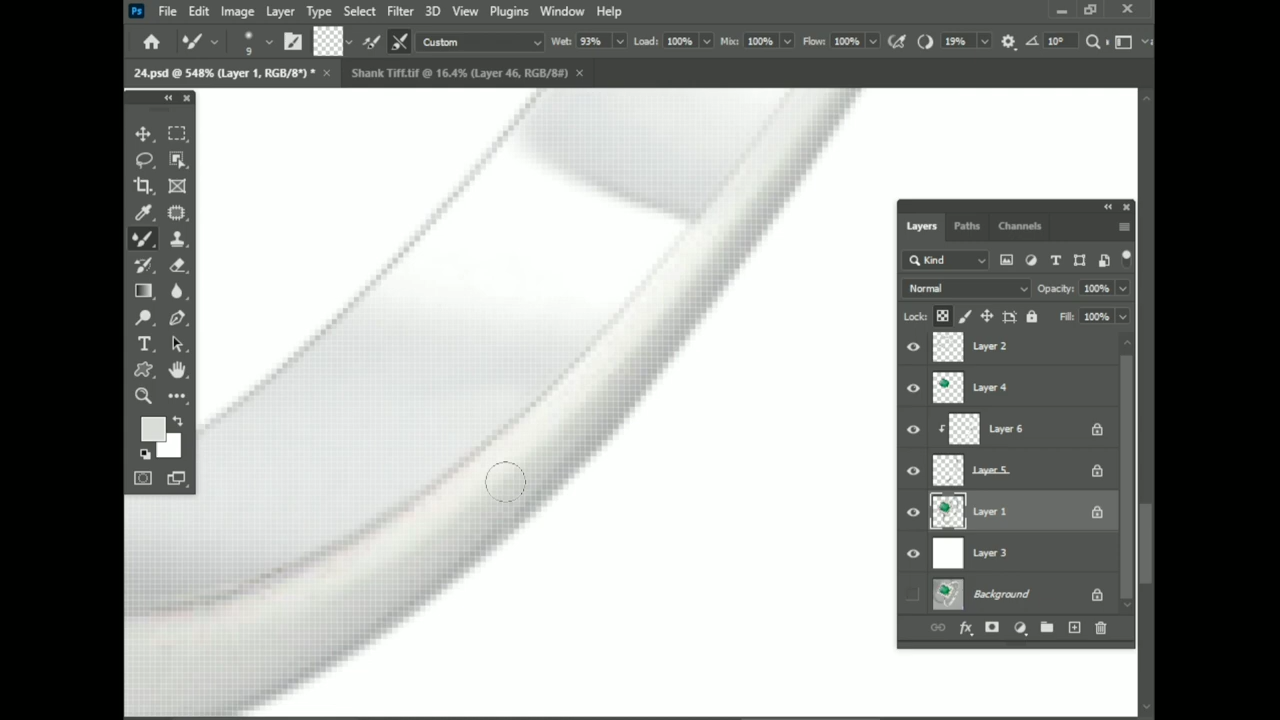 Ps File Edit Image Layer Type Select Filter 3D View Plugins Window Help
9 Custom Wet: 93% Load: 100% Mix: 100% Flow: 100% 19% 10°
24.psd @ 548% (Layer 1, RGB/8*) * × Shank Tiff.tif @ 16.4% (Layer 46, RGB/8#) ×
Layers Paths Channels
Kind
Normal Opacity: 100%
Lock: Fill: 100%
Layer 2
Layer 4
Layer 6
Layer 5
Layer 1
Layer 3
Background
fx